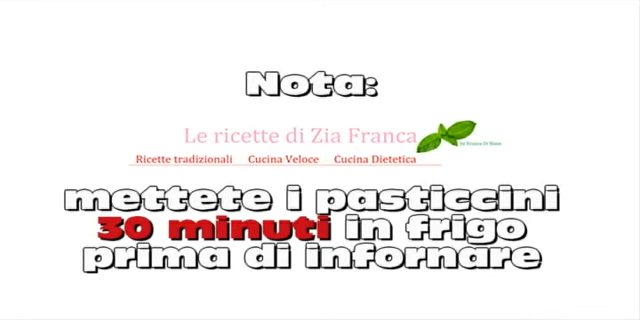 Nota:
Le ricette di Zia Franca
Ricette tradizionali Cucina Veloce Cucina Dietetica
mettete i pasticcini
30 minuti in frigo
prima di infornare